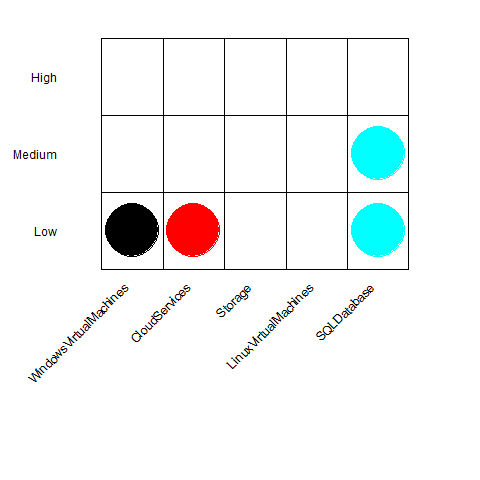 High
Medium
Low
WindowsVirtualMachines
CloudServices
Storage
LinuxVirtualMachines
SQLDatabase